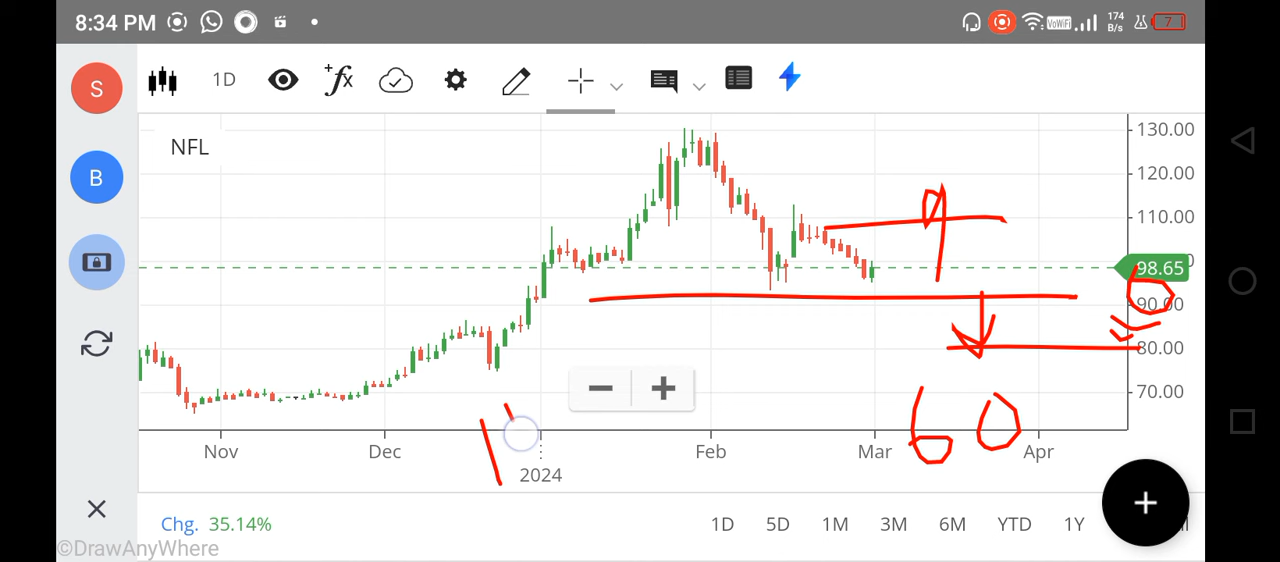 8:34 PM VoWiFi 174 B/s 7
S 1D +fx
NFL
B
130.00
120.00
110.00
98.65
90.00
80.00
70.00
60
Nov Dec Feb Mar Apr
2024
Chg. 35.14% 1D 5D 1M 3M 6M YTD 1Y
©DrawAnyWhere